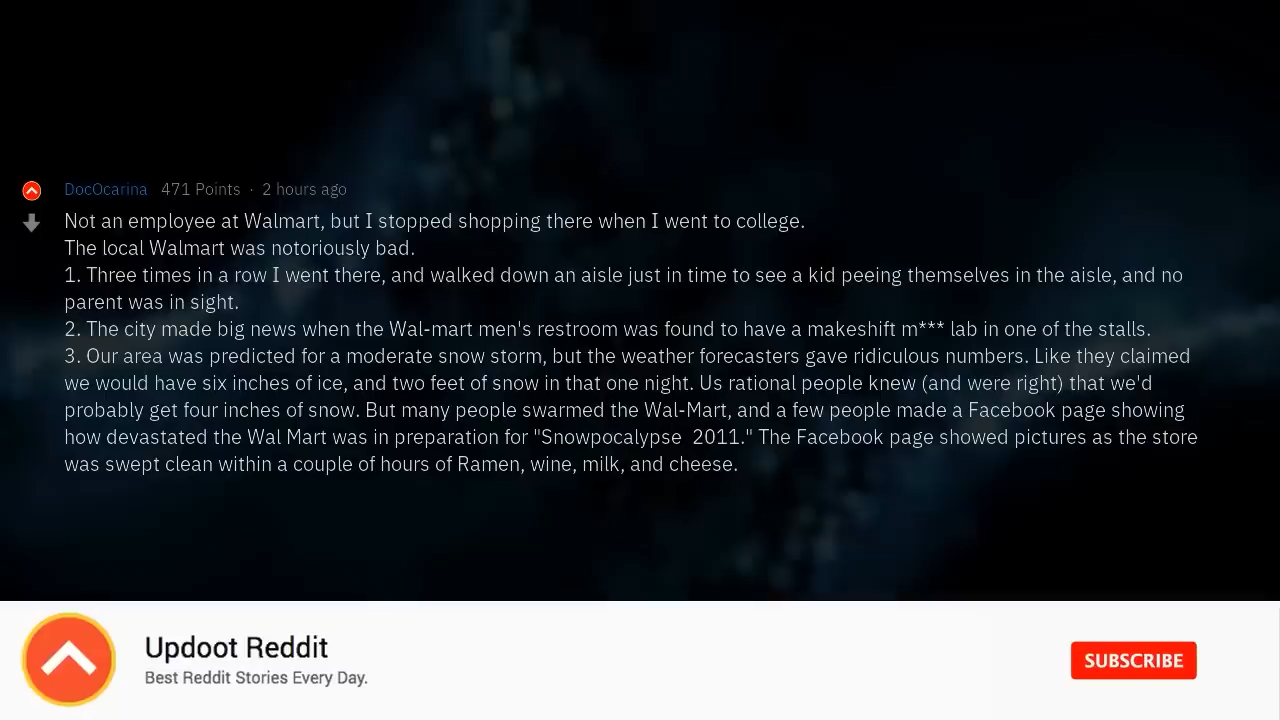 DocOcarina 471 Points · 2 hours ago
Not an employee at Walmart, but I stopped shopping there when I went to college.
The local Walmart was notoriously bad.
1. Three times in a row I went there, and walked down an aisle just in time to see a kid peeing themselves in the aisle, and no
parent was in sight.
2. The city made big news when the Wal-mart men's restroom was found to have a makeshift m*** lab in one of the stalls.
3. Our area was predicted for a moderate snow storm, but the weather forecasters gave ridiculous numbers. Like they claimed
we would have six inches of ice, and two feet of snow in that one night. Us rational people knew (and were right) that we'd
probably get four inches of snow. But many people swarmed the Wal-Mart, and a few people made a Facebook page showing
how devastated the Wal Mart was in preparation for "Snowpocalypse  2011." The Facebook page showed pictures as the store
was swept clean within a couple of hours of Ramen, wine, milk, and cheese.
Updoot Reddit
Best Reddit Stories Every Day.
SUBSCRIBE